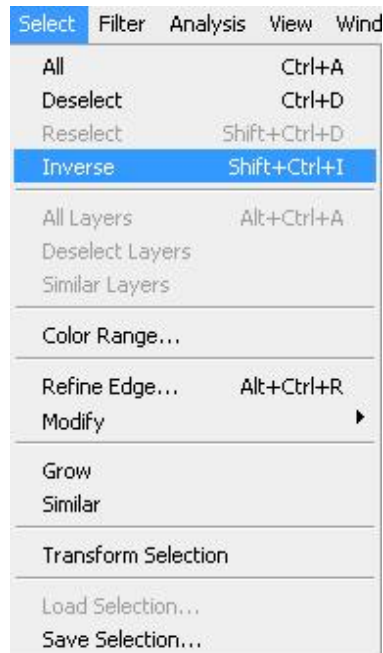 Select Filter Analysis View Wind
All Ctrl+A
Deselect Ctrl+D
Reselect Shift+Ctrl+D
Inverse Shift+Ctrl+I
All Layers Alt+Ctrl+A
Deselect Layers
Similar Layers
Color Range...
Refine Edge... Alt+Ctrl+R
Modify
Grow
Similar
Transform Selection
Load Selection...
Save Selection...